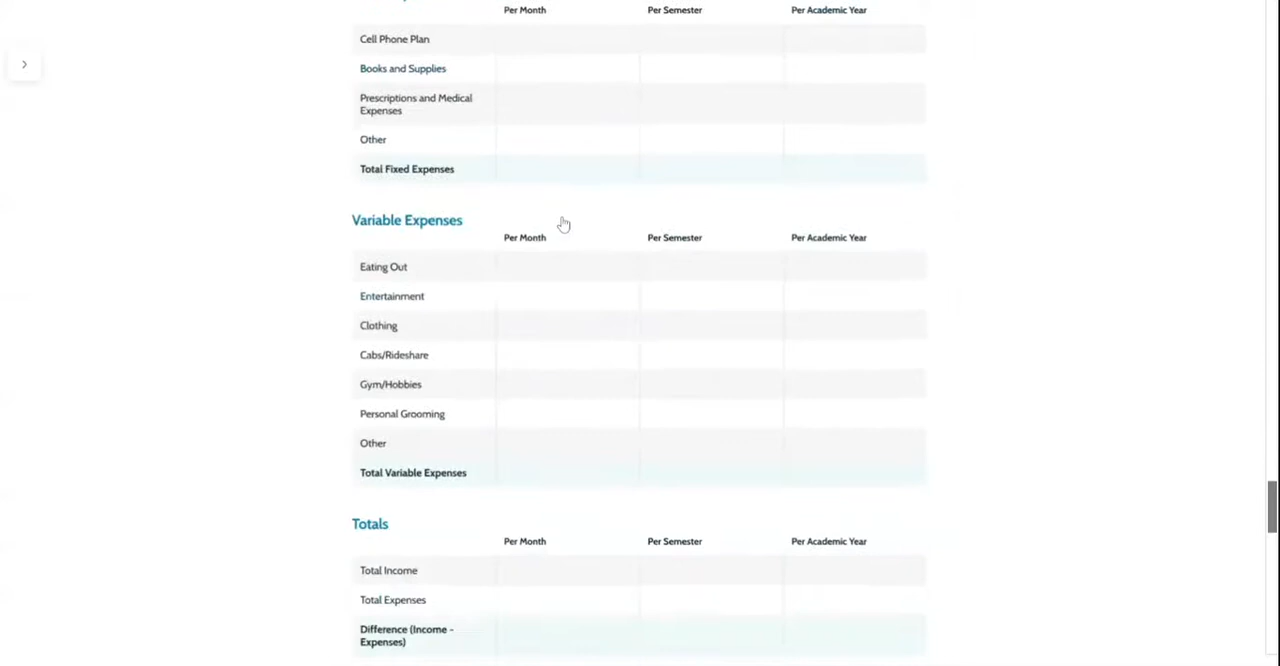 Per Month Per Semester Per Academic Year
Cell Phone Plan
Books and Supplies
Prescriptions and Medical
Expenses
Other
Total Fixed Expenses
Variable Expenses
Per Month Per Semester Per Academic Year
Eating Out
Entertainment
Clothing
Cabs/Rideshare
Gym/Hobbies
Personal Grooming
Other
Total Variable Expenses
Totals
Per Month Per Semester Per Academic Year
Total Income
Total Expenses
Difference (Income -
Expenses)